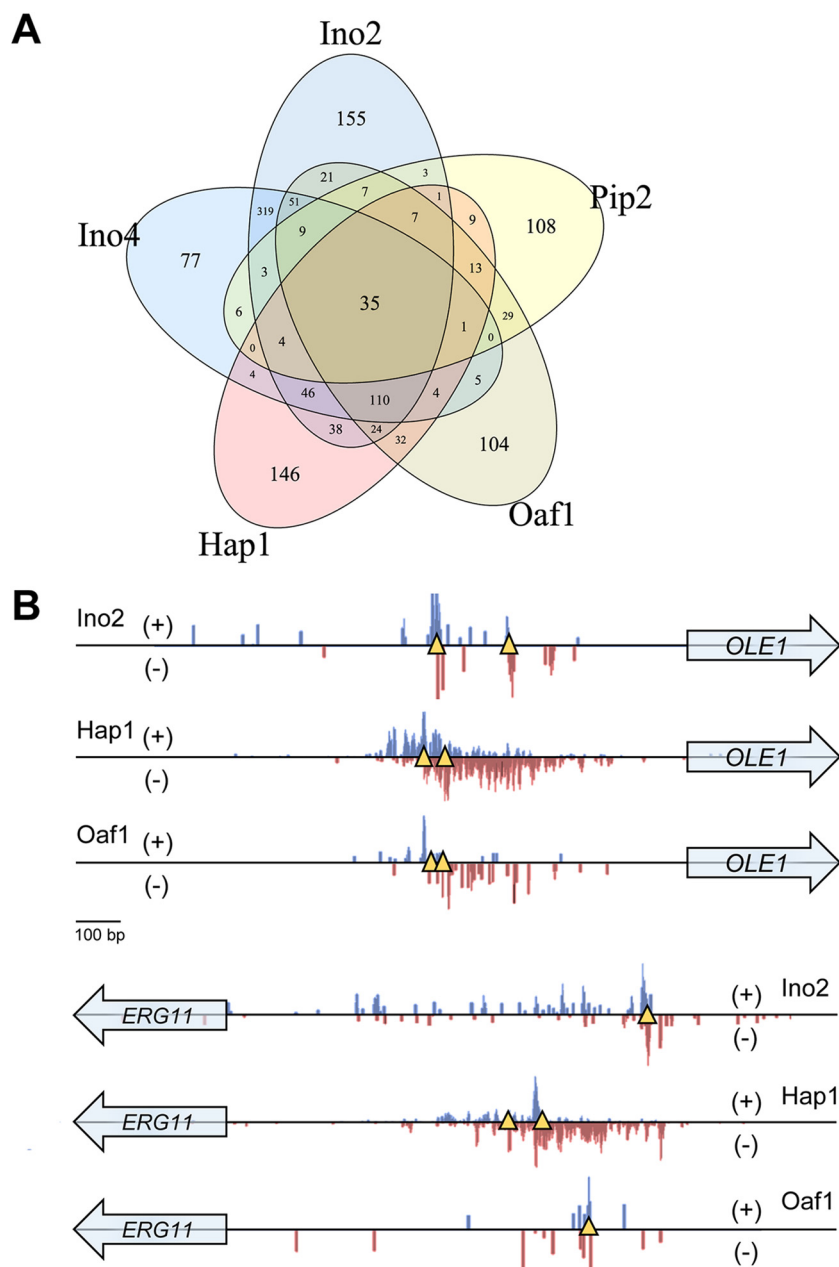 A
Ino2
155
Pip2
21
7
3
1
319
51
9
7
9
108
Ino4
77
3
13
6
35
29
0
4
1
0
4
46
110
4
5
38
24
32
104
146
Oaf1
Hap1
B
Ino2 (+)
(-)
OLE1
Hap1 (+)
(-)
OLE1
Oaf1 (+)
(-)
OLE1
100 bp
ERG11
(+) Ino2
(-)
ERG11
(+) Hap1
(-)
ERG11
(+) Oaf1
(-)